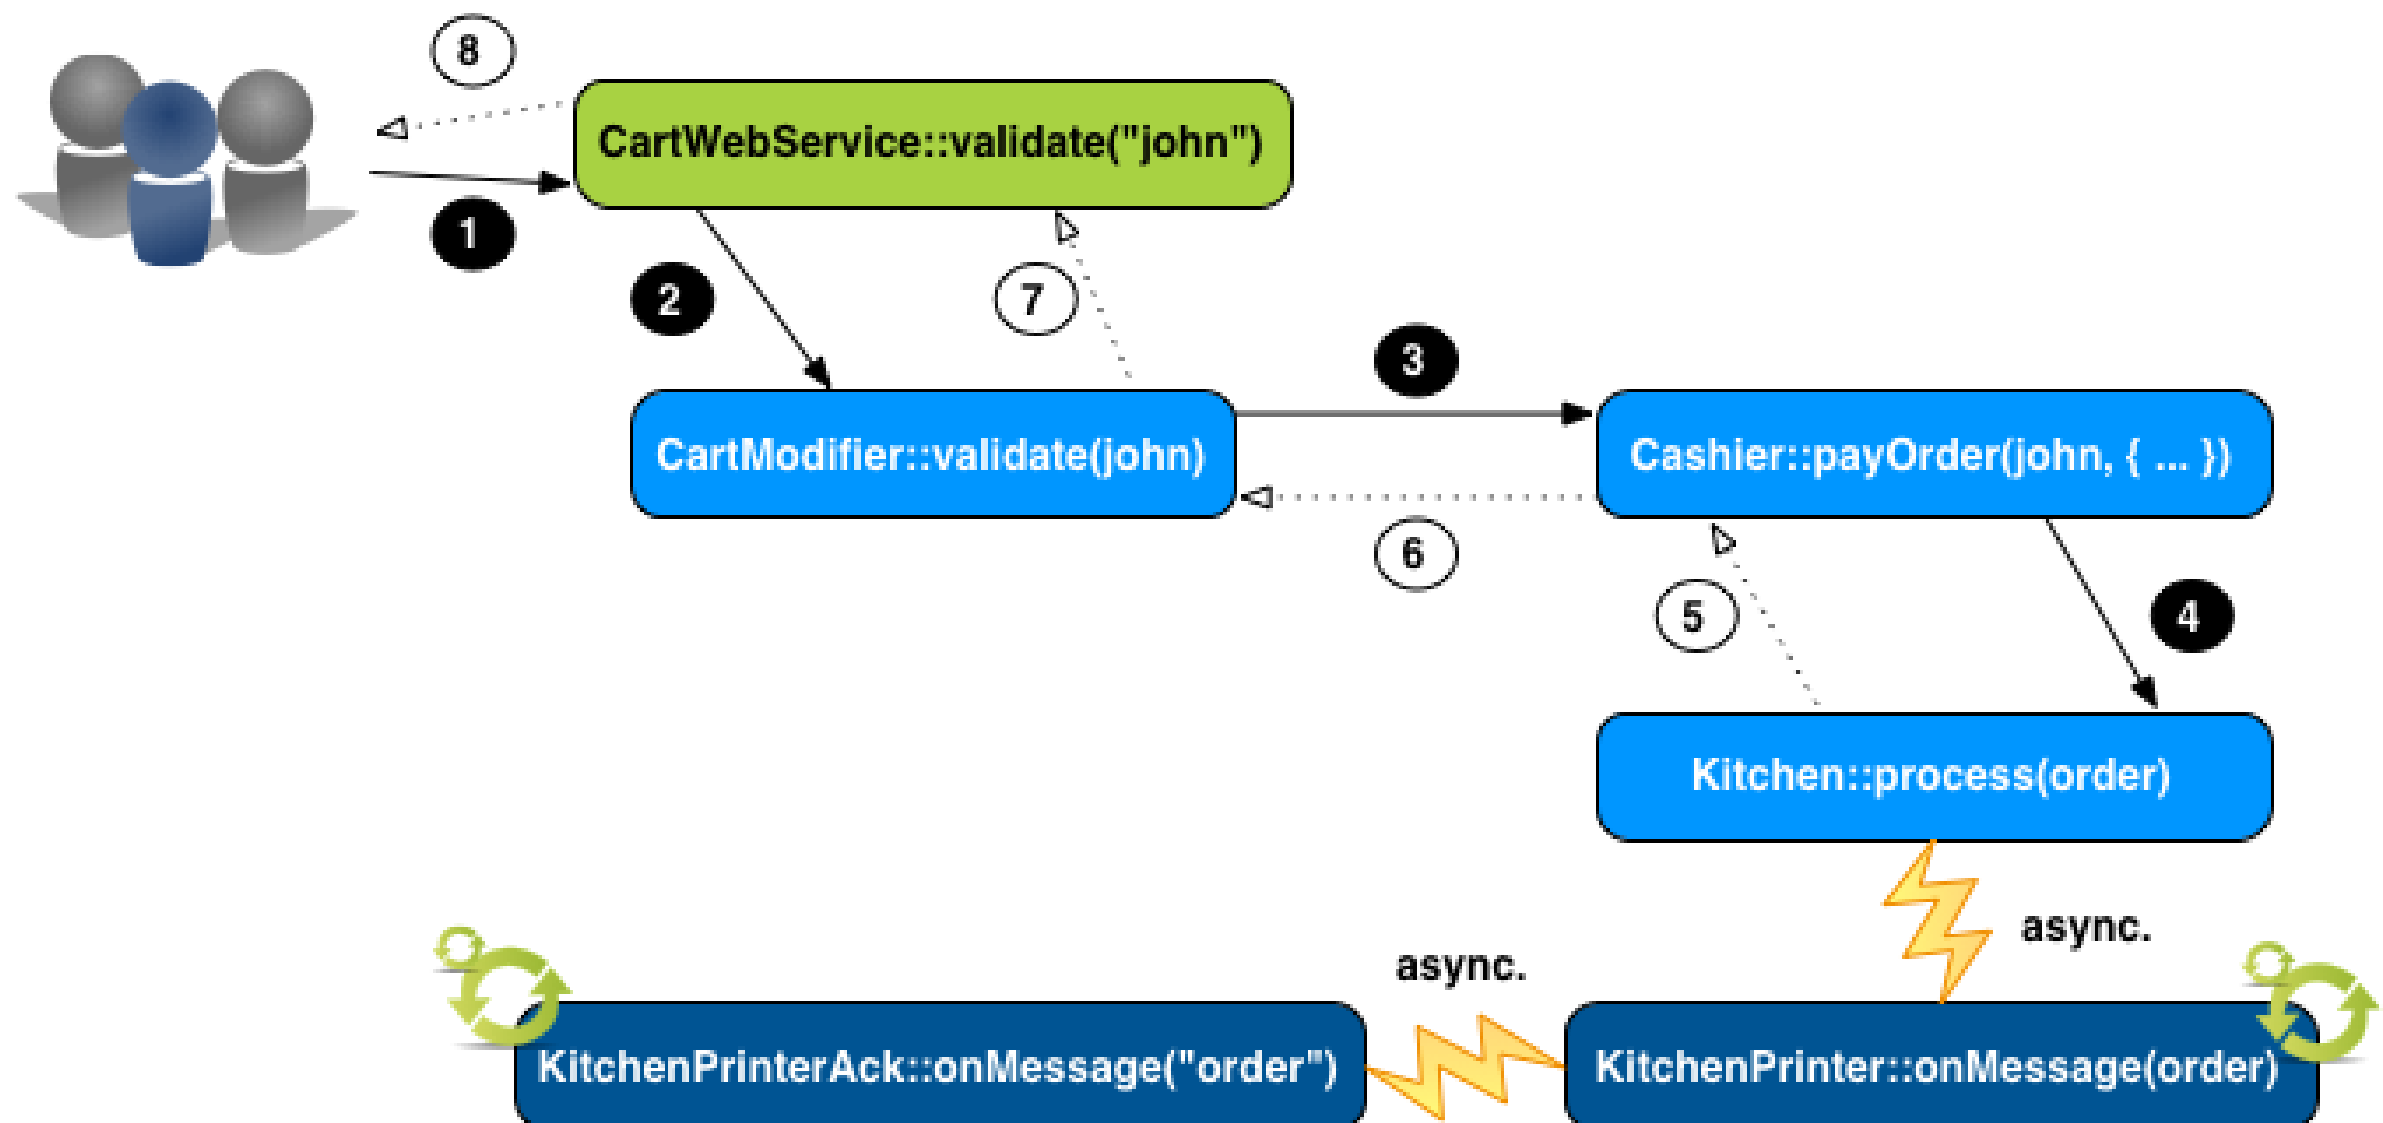 8
CartWebService::validate("john")
1
2
7
3
CartModifier::validate(john)
Cashier::payOrder(john, { ... })
6
5
4
Kitchen::process(order)
async.
async.
KitchenPrinterAck::onMessage("order")
KitchenPrinter::onMessage(order)